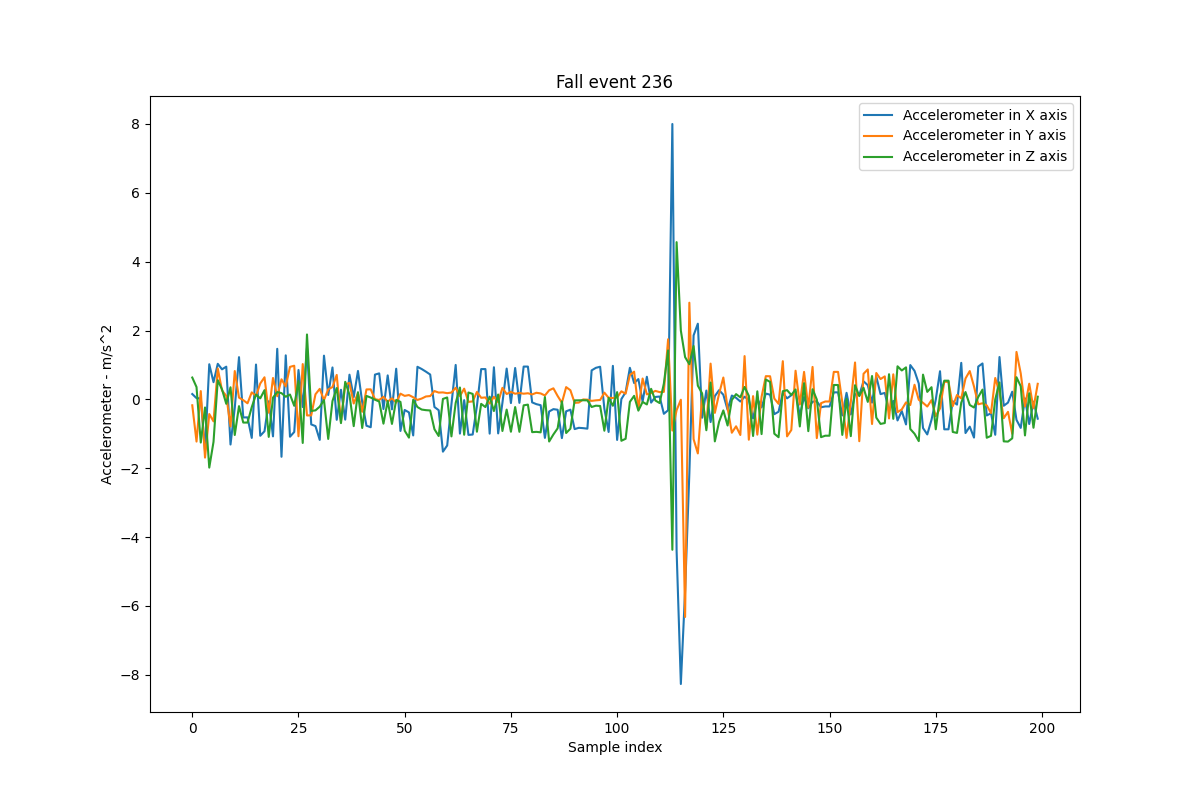 Fall event 236
Accelerometer in X axis
Accelerometer in Y axis
Accelerometer in Z axis
8
6
4
2
0
−2
−4
−6
−8
Accelerometer - m/s^2
0 25 50 75 100 125 150 175 200
Sample index